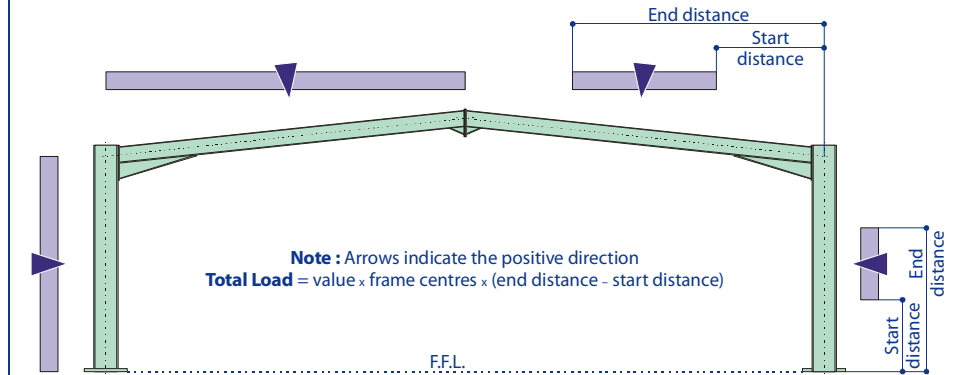 End distance
Start
distance
Note : Arrows indicate the positive direction
Total Load = value x frame centres x (end distance – start distance)
End
distance
Start
distance
F.F.L.